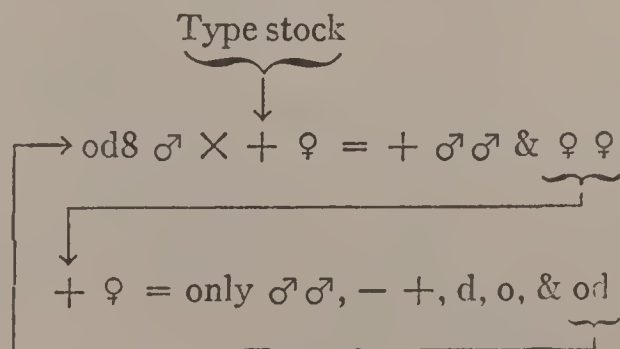 Type stock
od8 ♂ × + ♀ = + ♂♂ & ♀ ♀
+ ♀ = only ♂♂, — +, d, o, & od